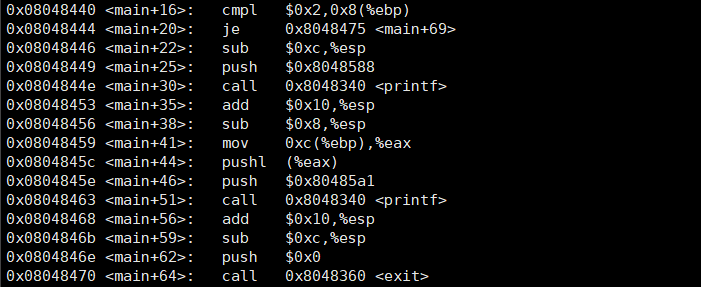 0x08048440 <main+16>: cmpl $0x2,0x8(%ebp)
0x08048444 <main+20>: je 0x8048475 <main+69>
0x08048446 <main+22>: sub $0xc,%esp
0x08048449 <main+25>: push $0x8048588
0x0804844e <main+30>: call 0x8048340 <printf>
0x08048453 <main+35>: add $0x10,%esp
0x08048456 <main+38>: sub $0x8,%esp
0x08048459 <main+41>: mov 0xc(%ebp),%eax
0x0804845c <main+44>: pushl (%eax)
0x0804845e <main+46>: push $0x80485a1
0x08048463 <main+51>: call 0x8048340 <printf>
0x08048468 <main+56>: add $0x10,%esp
0x0804846b <main+59>: sub $0xc,%esp
0x0804846e <main+62>: push $0x0
0x08048470 <main+64>: call 0x8048360 <exit>